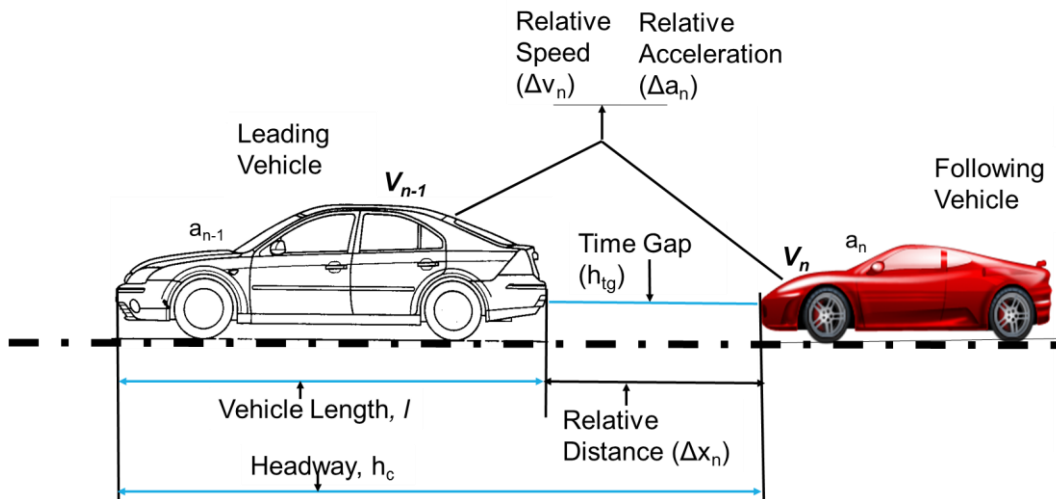 Relative
Speed
(Δvₙ)
Relative
Acceleration
(Δaₙ)
Leading
Vehicle
Vₙ₋₁
Following
Vehicle
aₙ₋₁
Time Gap
(hₜg)
Vₙ
aₙ
Vehicle Length, l
Relative
Distance (Δxₙ)
Headway, h꜀